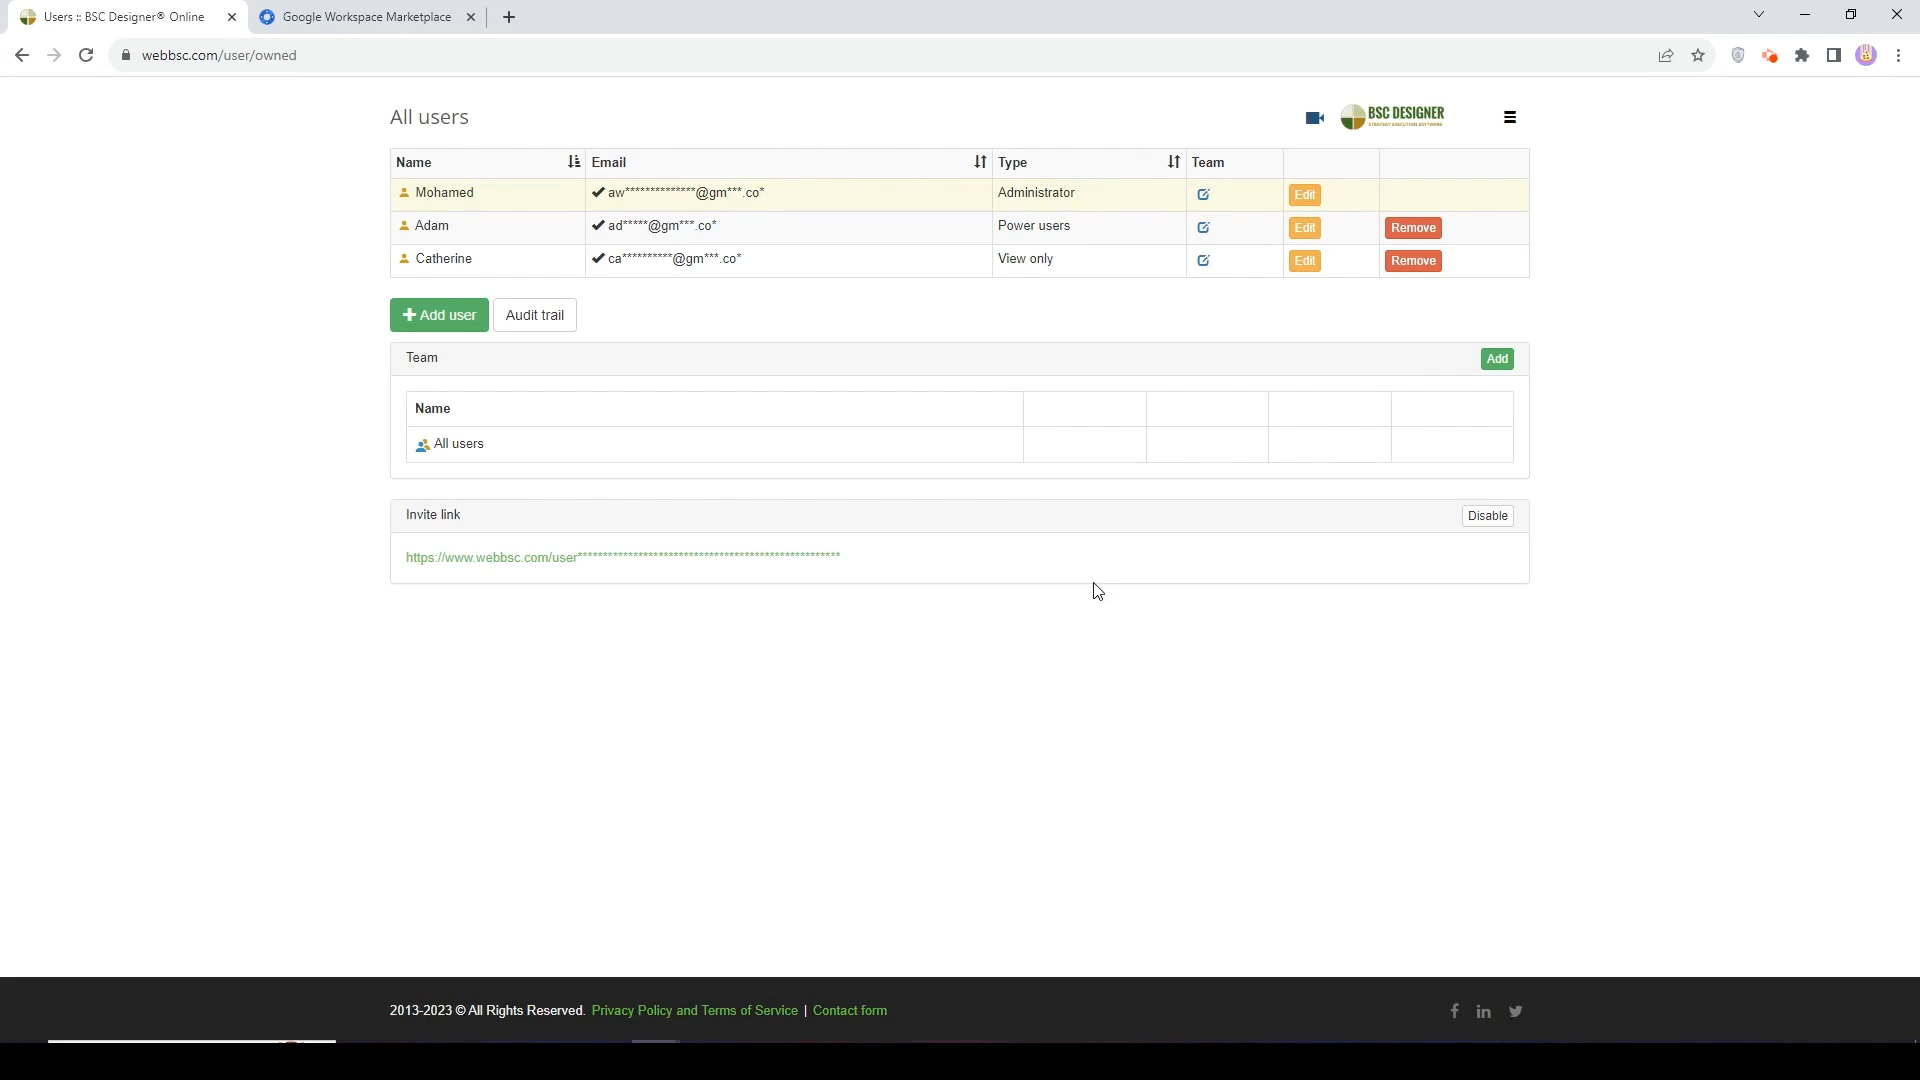 Users :: BSC Designer® Online
Google Workspace Marketplace
webbsc.com/user/owned
All users
BSC DESIGNER
STRATEGY EXECUTION SOFTWARE
Name Email Type Team
Mohamed aw**************@gm***.co* Administrator Edit
Adam ad*****@gm***.co* Power users Edit Remove
Catherine ca**********@gm***.co* View only Edit Remove
Add user Audit trail
Team Add
Name
All users
Invite link Disable
https://www.webbsc.com/user****************************************************
2013-2023 © All Rights Reserved. Privacy Policy and Terms of Service | Contact form